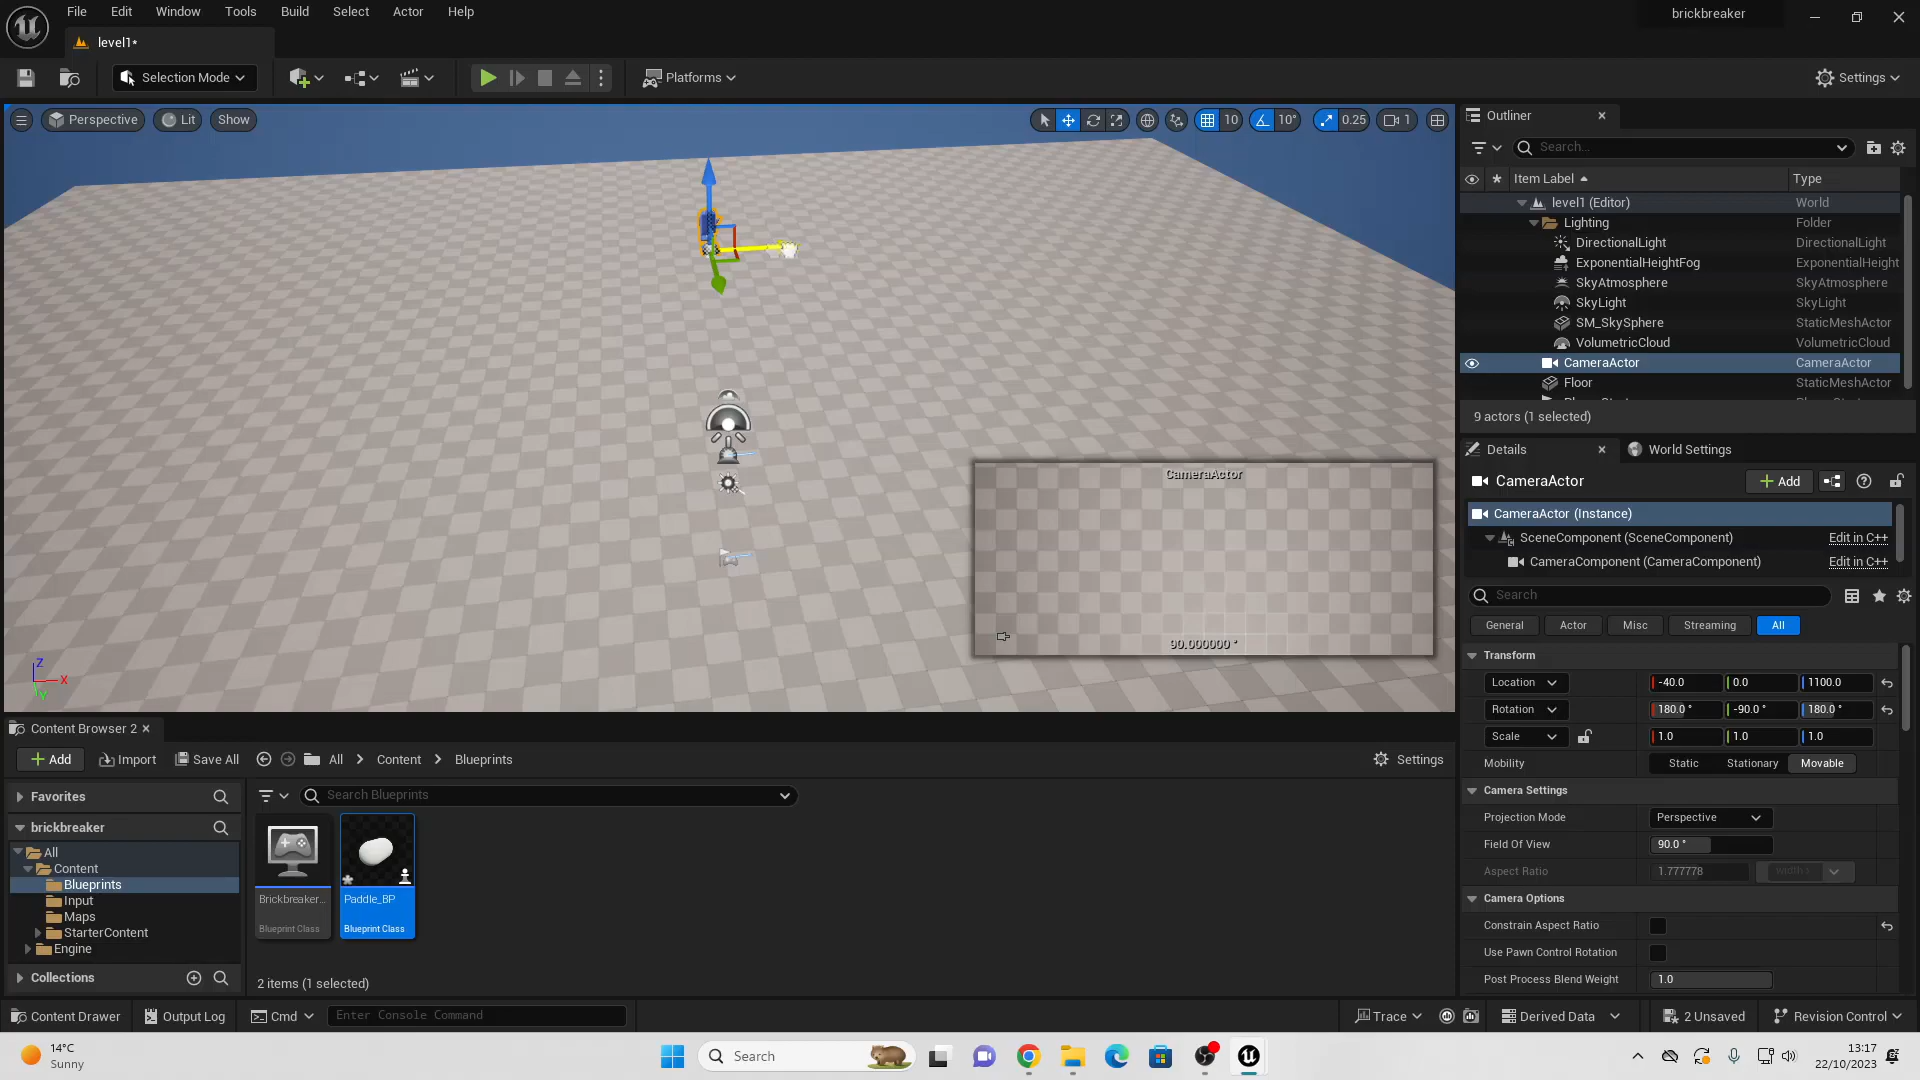 File Edit Window Tools Build Select Actor Help
brickbreaker
level1*
Selection Mode
Platforms
Settings
Perspective Lit Show
10 10° 0.25 1
CameraActor
90.000000 °
Z
X
Y
Outliner
Search...
Item Label Type
level1 (Editor) World
Lighting Folder
DirectionalLight DirectionalLight
ExponentialHeightFog ExponentialHeight
SkyAtmosphere SkyAtmosphere
SkyLight SkyLight
SM_SkySphere StaticMeshActor
VolumetricCloud VolumetricCloud
CameraActor CameraActor
Floor StaticMeshActor
9 actors (1 selected)
Details World Settings
CameraActor Add
CameraActor (Instance)
SceneComponent (SceneComponent) Edit in C++
CameraComponent (CameraComponent) Edit in C++
Search
General Actor Misc Streaming All
Transform
Location -40.0 0.0 1100.0
Rotation 180.0 ° -90.0 ° 180.0 °
Scale 1.0 1.0 1.0
Mobility Static Stationary Movable
Camera Settings
Projection Mode Perspective
Field Of View 90.0 °
Aspect Ratio 1.777778
Camera Options
Constrain Aspect Ratio
Use Pawn Control Rotation
Post Process Blend Weight 1.0
Content Browser 2
Add Import Save All All Content Blueprints Settings
Favorites
brickbreaker
All
Content
Blueprints
Input
Maps
StarterContent
Engine
Collections
Search Blueprints
Brickbreaker...
Blueprint Class
Paddle_BP
Blueprint Class
2 items (1 selected)
Content Drawer Output Log Cmd Enter Console Command Trace Derived Data 2 Unsaved Revision Control
14°C
Sunny
Search
13:17
22/10/2023